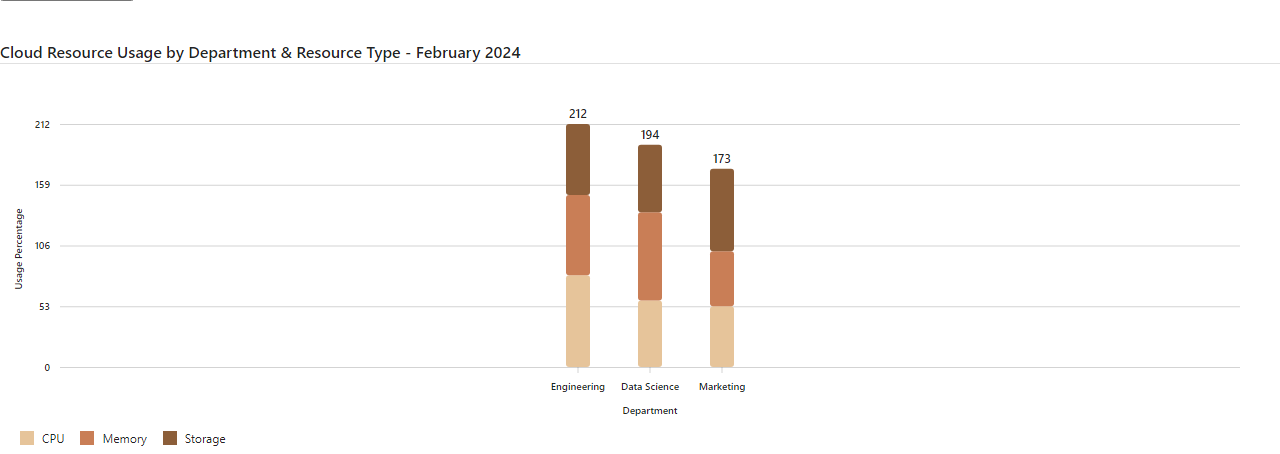 Cloud Resource Usage by Department & Resource Type - February 2024
212
194
173
212
159
106
53
0
Usage Percentage
Engineering Data Science Marketing
Department
CPU Memory Storage